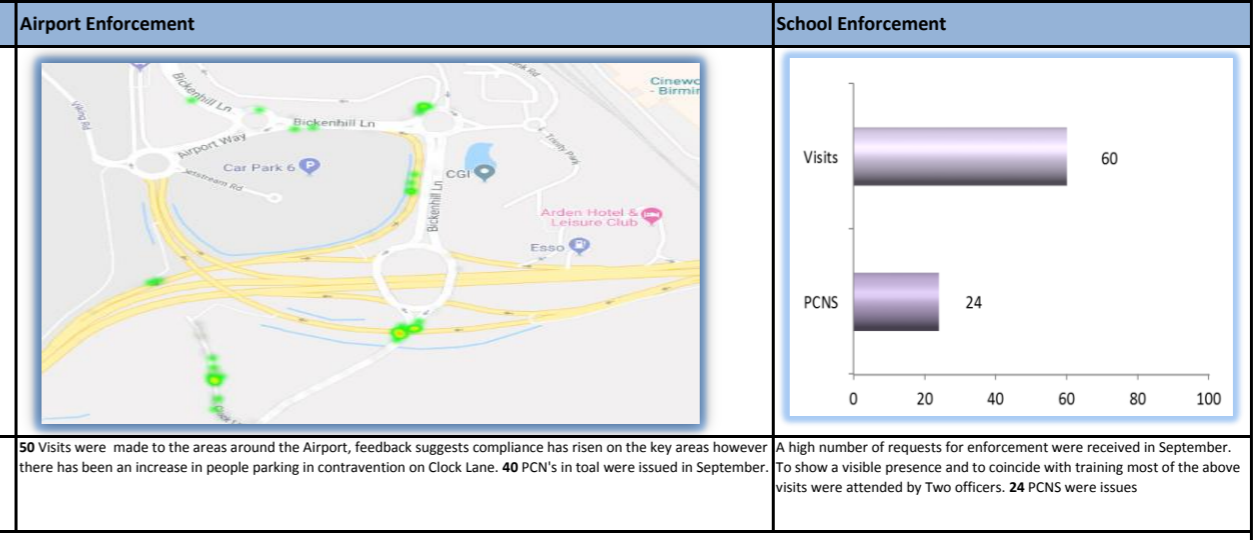 Airport Enforcement
School Enforcement
Bickenhill Ln
Viking Rd
Airport Way
Bickenhill Ln
Car Park 6
Jetstream Rd
CGI
Bickenhill Ln
Trinity Park
Cinewo
- Birmin
Arden Hotel &
Leisure Club
Esso
Visits
60
PCNS
24
0 20 40 60 80 100
50 Visits were made to the areas around the Airport, feedback suggests compliance has risen on the key areas however
there has been an increase in people parking in contravention on Clock Lane. 40 PCN's in toal were issued in September.
A high number of requests for enforcement were received in September.
To show a visible presence and to coincide with training most of the above
visits were attended by Two officers. 24 PCNS were issues